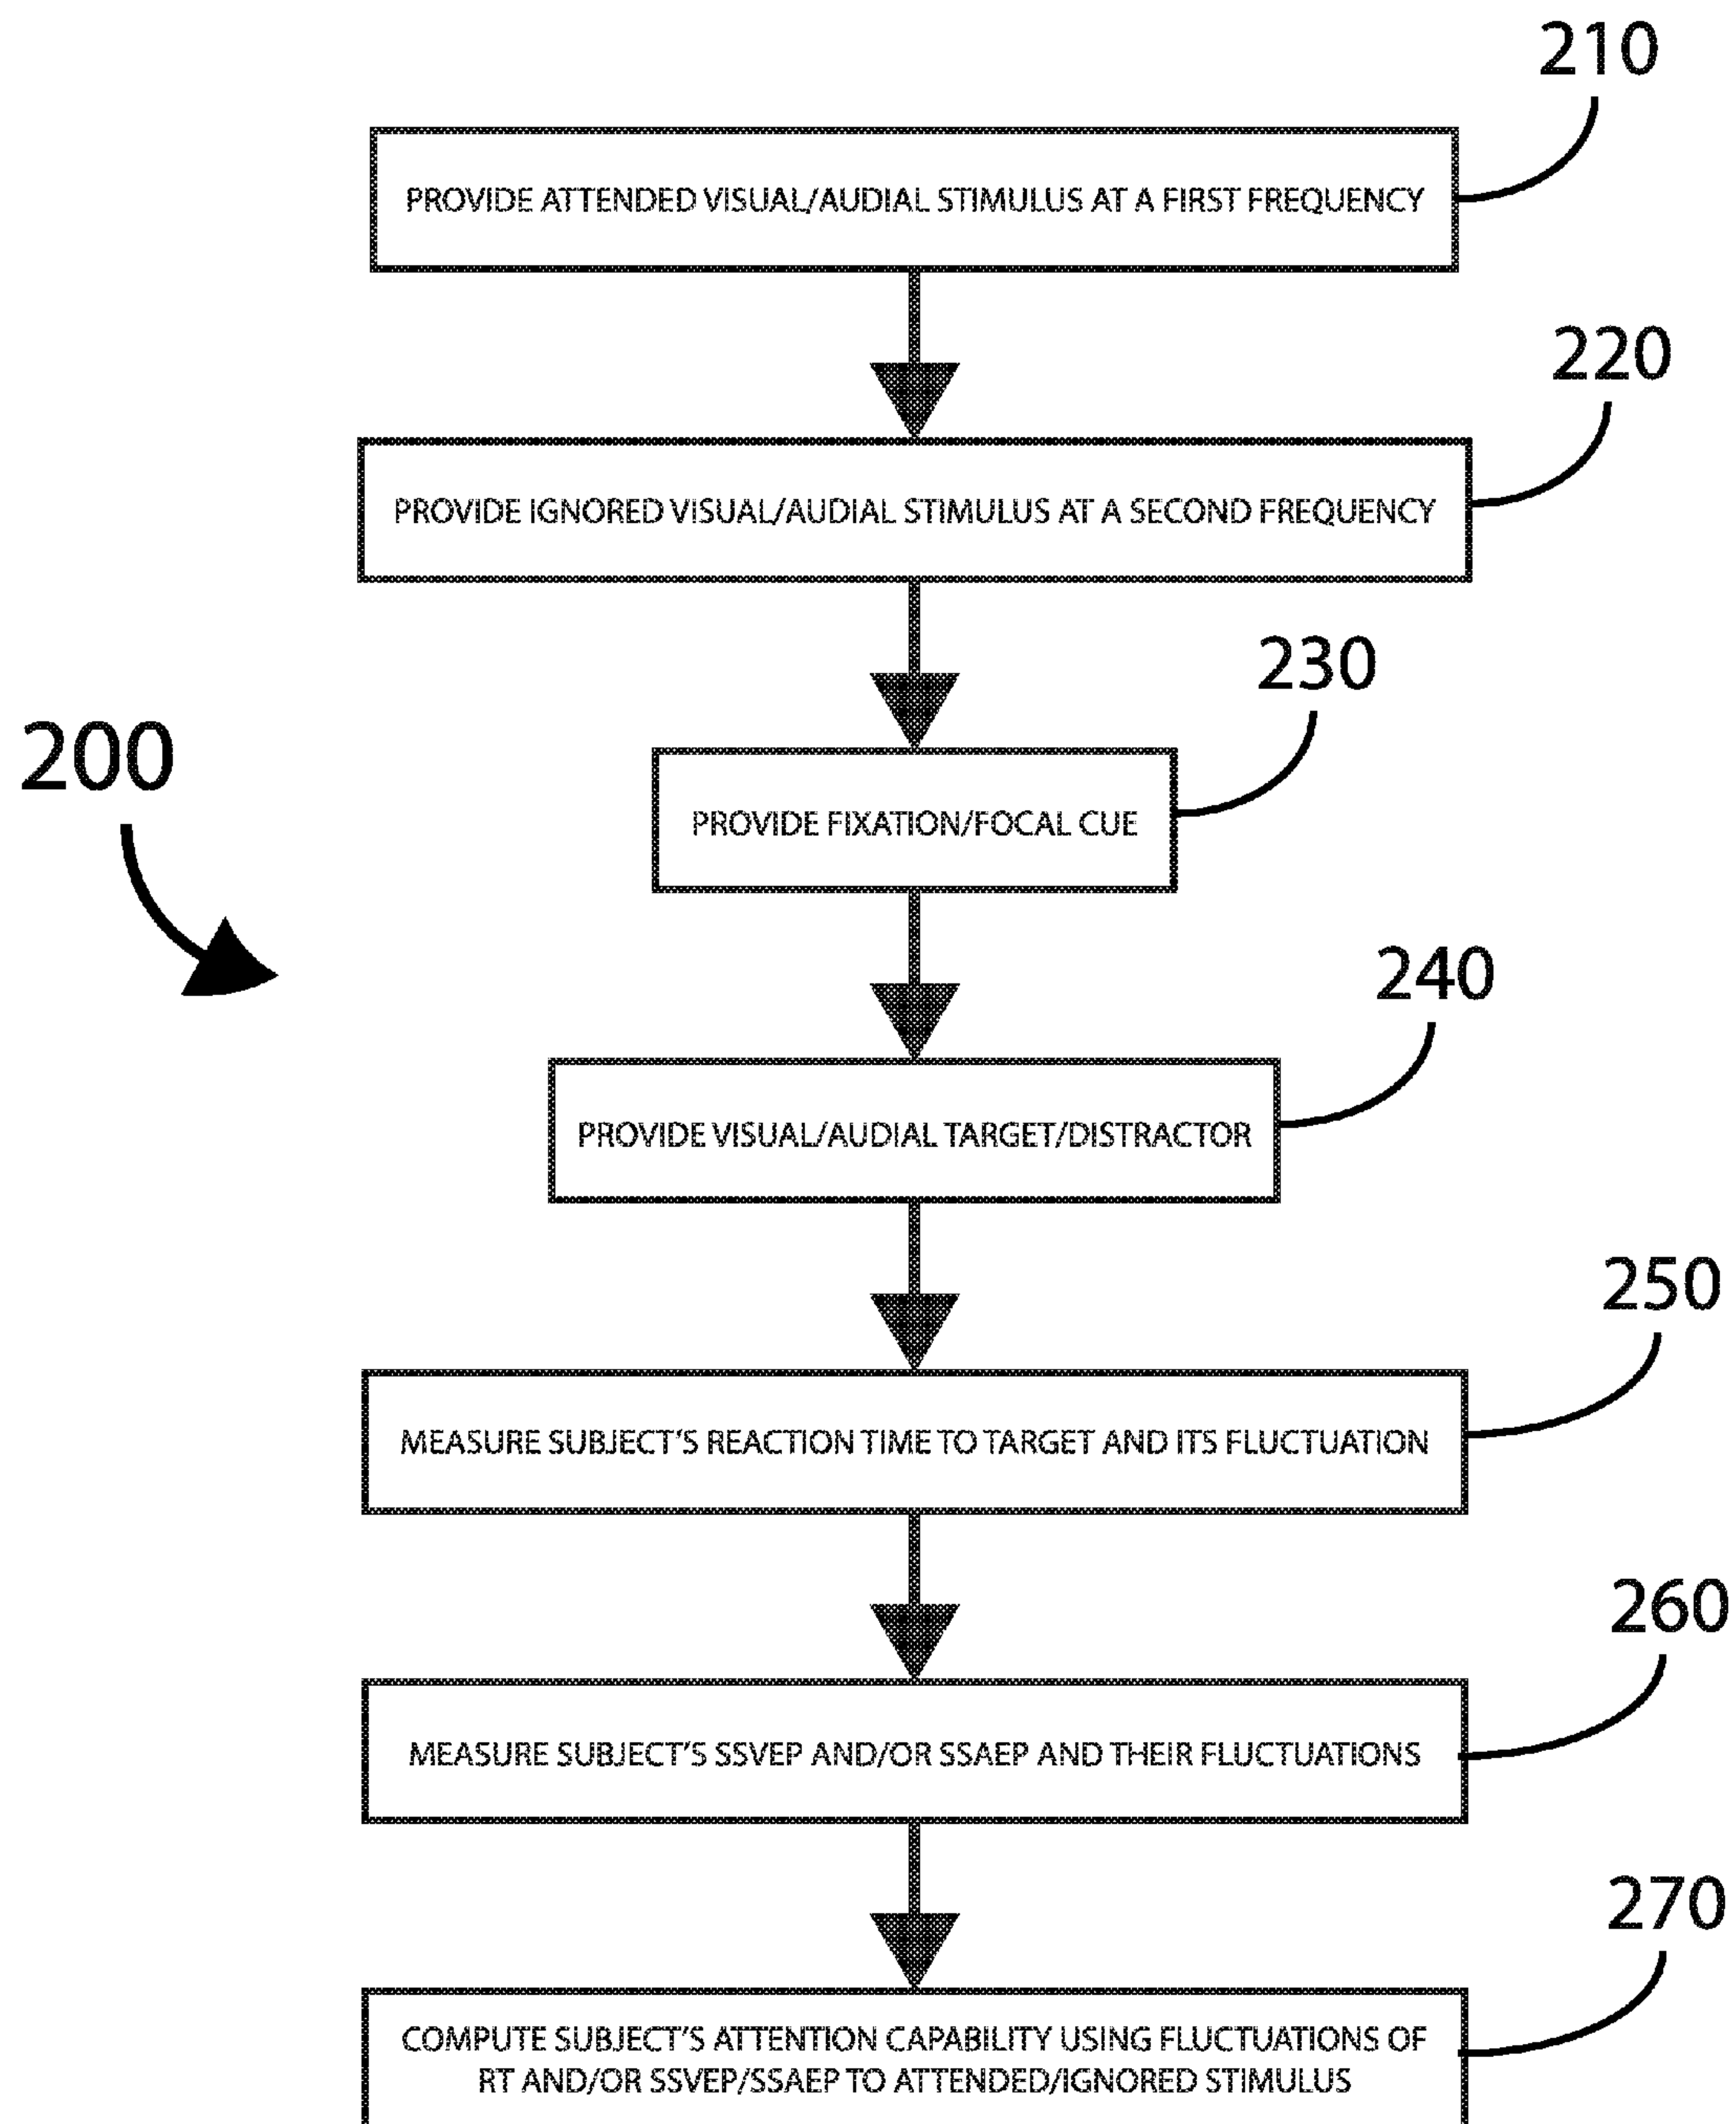 210
PROVIDE ATTENDED VISUAL/AUDIAL STIMULUS AT A FIRST FREQUENCY
220
PROVIDE IGNORED VISUAL/AUDIAL STIMULUS AT A SECOND FREQUENCY
230
200
PROVIDE FIXATION/FOCAL CUE
240
PROVIDE VISUAL/AUDIAL TARGET/DISTRACTOR
250
MEASURE SUBJECT'S REACTION TIME TO TARGET AND ITS FLUCTUATION
260
MEASURE SUBJECT'S SSVEP AND/OR SSAEP AND THEIR FLUCTUATIONS
270
COMPUTE SUBJECT'S ATTENTION CAPABILITY USING FLUCTUATIONS OF
RT AND/OR SSVEP/SSAEP TO ATTENDED/IGNORED STIMULUS